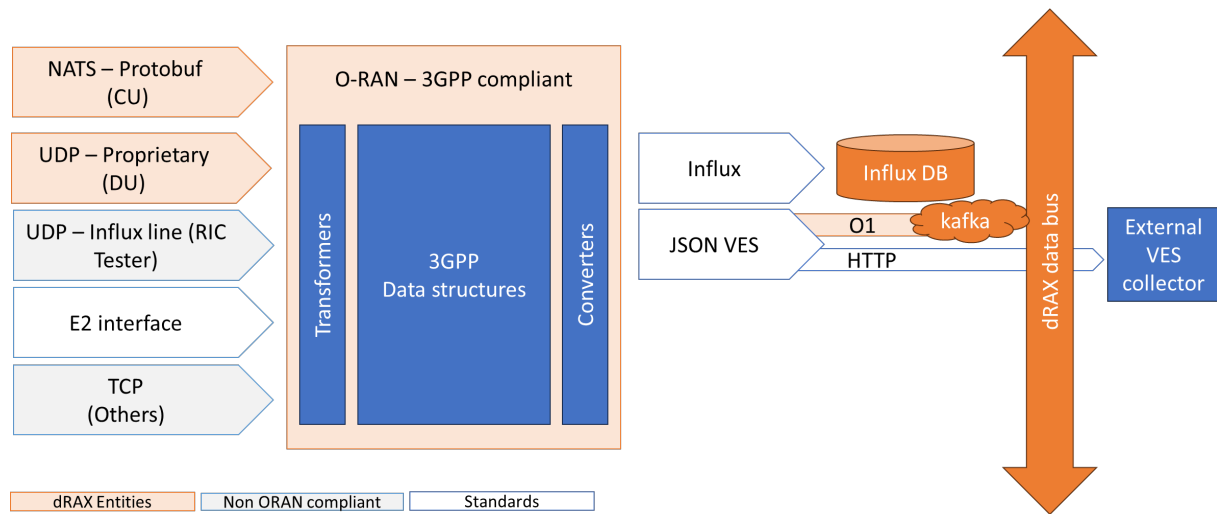 NATS – Protobuf
(CU)
UDP – Proprietary
(DU)
UDP – Influx line (RIC
Tester)
E2 interface
TCP
(Others)
O-RAN – 3GPP compliant
Transformers
3GPP
Data structures
Converters
Influx
JSON VES
Influx DB
O1
kafka
HTTP
dRAX data bus
External
VES
collector
dRAX Entities
Non ORAN compliant
Standards